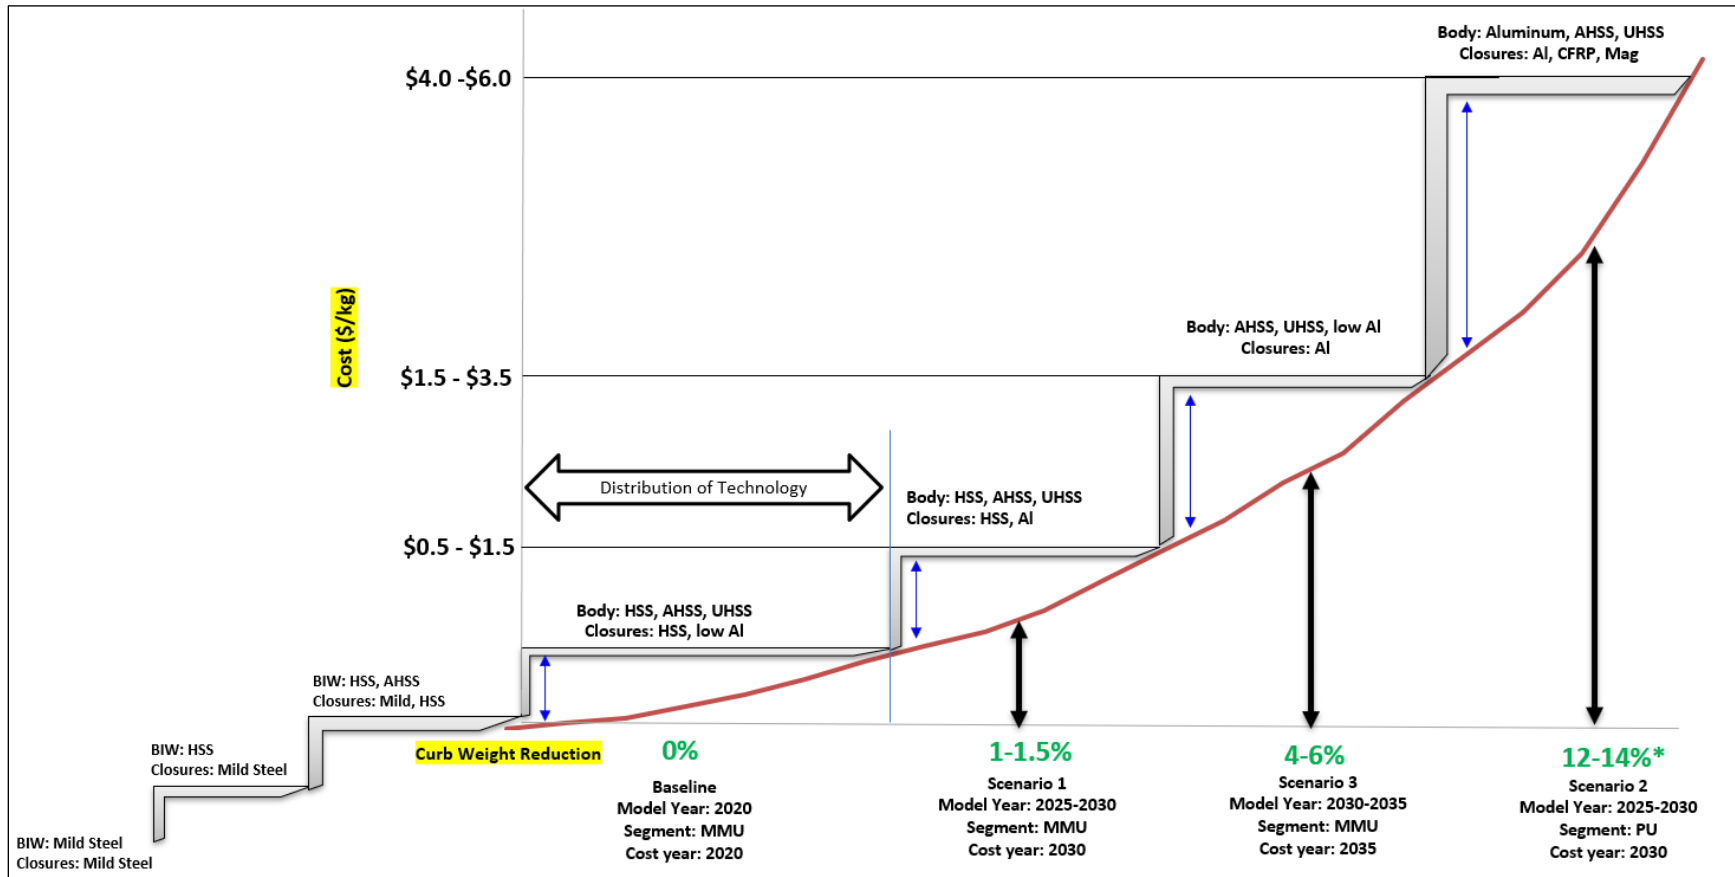 Body: Aluminum, AHSS, UHSS
Closures: Al, CFRP, Mag
$4.0 -$6.0
Cost ($/kg)
Body: AHSS, UHSS, low Al
Closures: Al
$1.5 - $3.5
Distribution of Technology
Body: HSS, AHSS, UHSS
Closures: HSS, Al
$0.5 - $1.5
Body: HSS, AHSS, UHSS
Closures: HSS, low Al
BIW: HSS, AHSS
Closures: Mild, HSS
BIW: HSS
Closures: Mild Steel
BIW: Mild Steel
Closures: Mild Steel
Curb Weight Reduction
0%
Baseline
Model Year: 2020
Segment: MMU
Cost year: 2020
1-1.5%
Scenario 1
Model Year: 2025-2030
Segment: MMU
Cost year: 2030
4-6%
Scenario 3
Model Year: 2030-2035
Segment: MMU
Cost year: 2035
12-14%*
Scenario 2
Model Year: 2025-2030
Segment: PU
Cost year: 2030